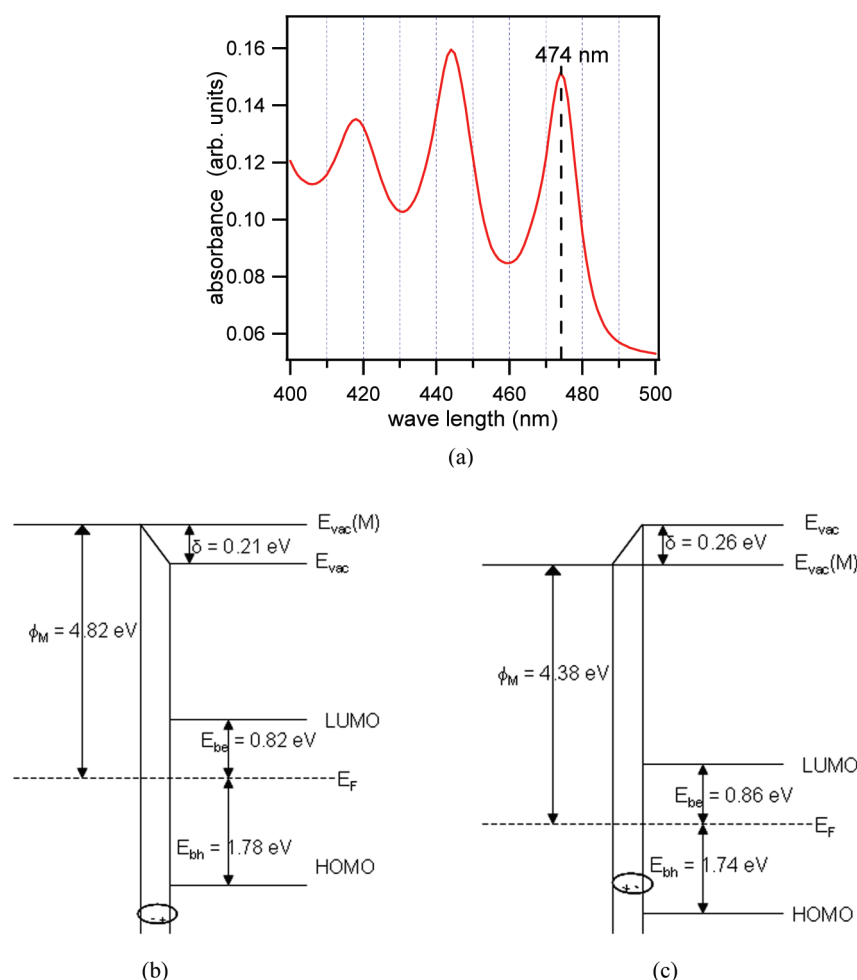 0.16
0.14
0.12
0.10
0.08
0.06
absorbance (arb. units)
474 nm
400 420 440 460 480 500
wave length (nm)
(a)
E_vac(M)
δ = 0.21 eV
E_vac
ϕ_M = 4.82 eV
LUMO
E_be = 0.82 eV
E_F
E_bh = 1.78 eV
HOMO
- +
(b)
E_vac
δ = 0.26 eV
E_vac(M)
ϕ_M = 4.38 eV
LUMO
E_be = 0.86 eV
E_F
E_bh = 1.74 eV
+ -
HOMO
(c)